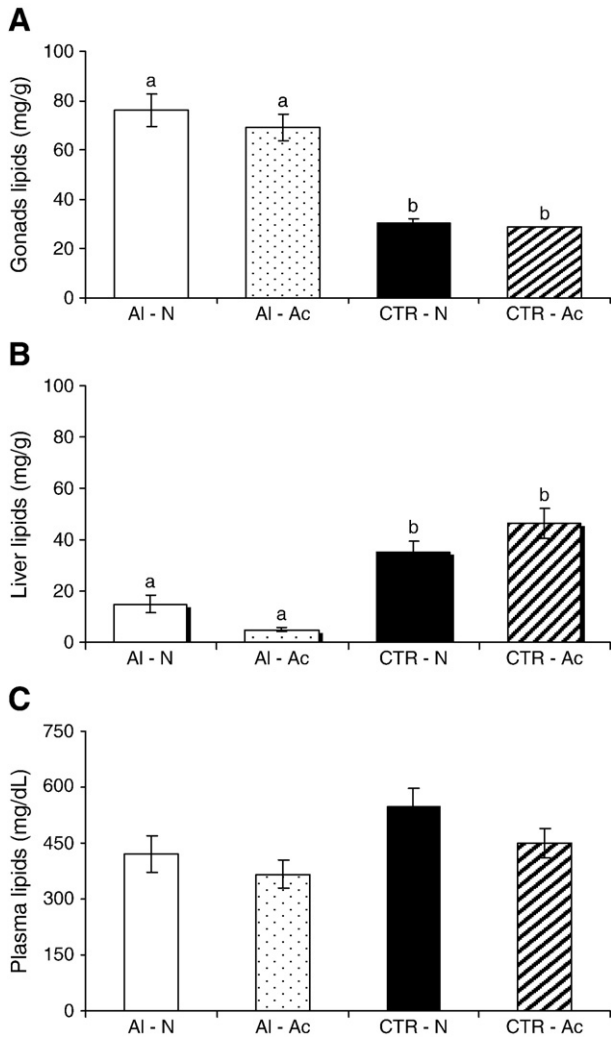 A
Gonads lipids (mg/g)
100
80
60
40
20
0
a
a
b
b
Al - N
Al - Ac
CTR - N
CTR - Ac
B
Liver lipids (mg/g)
100
80
60
40
20
0
a
a
b
b
Al - N
Al - Ac
CTR - N
CTR - Ac
C
Plasma lipids (mg/dL)
750
600
450
300
150
0
Al - N
Al - Ac
CTR - N
CTR - Ac